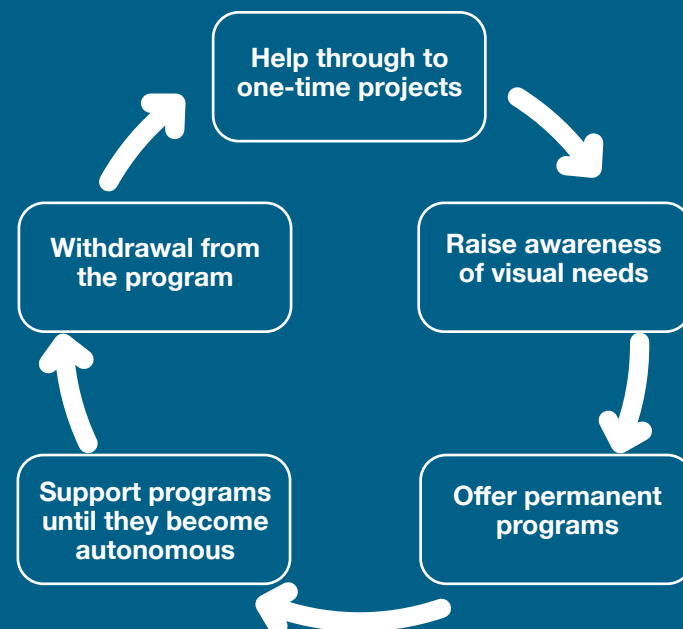 Help through to
one-time projects
Raise awareness
of visual needs
Offer permanent
programs
Support programs
until they become
autonomous
Withdrawal from
the program